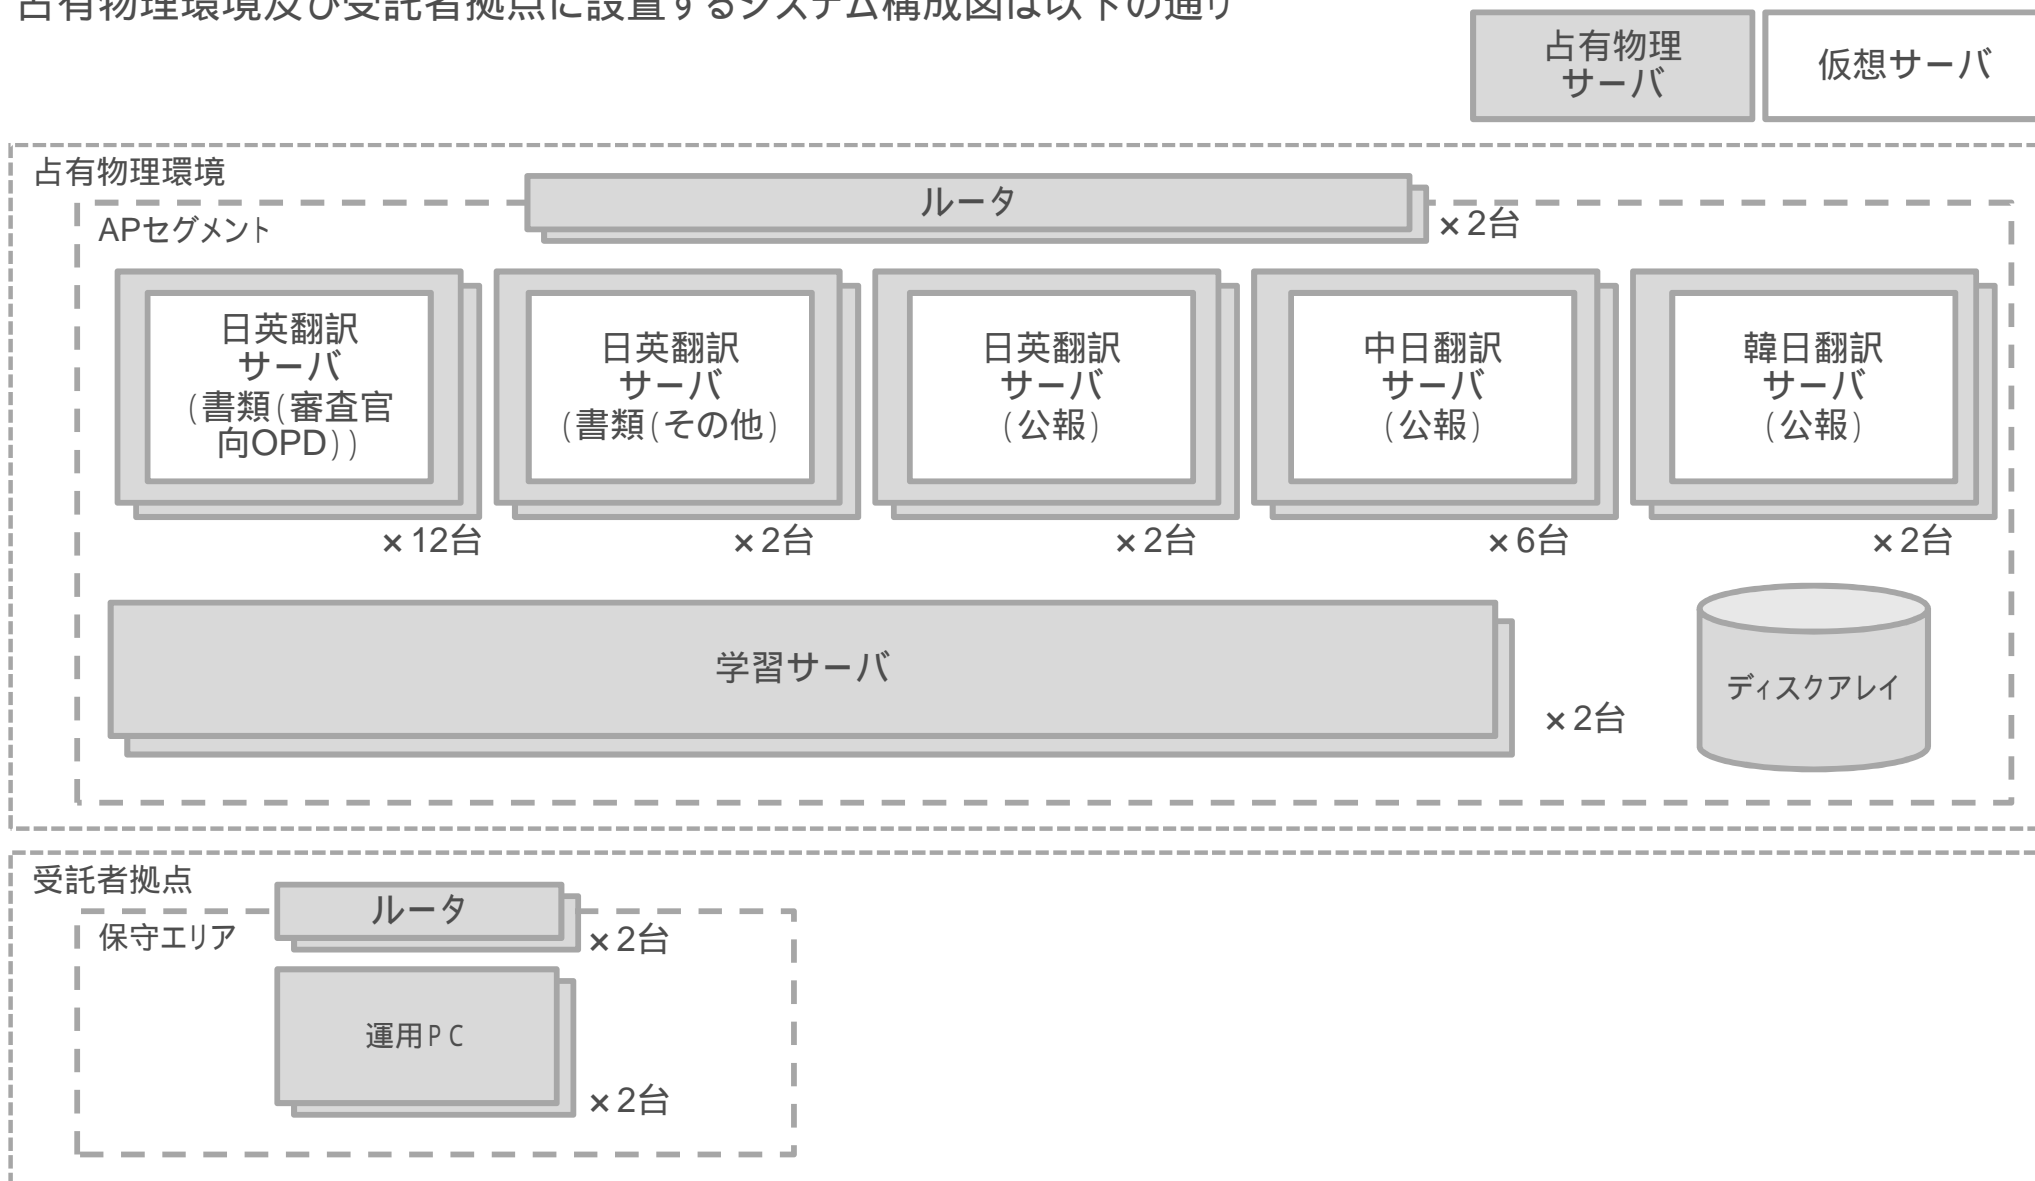 占有物理環境及び受託者拠点に設置するシステム構成図は以下の通り
占有物理
サーバ
仮想サーバ
占有物理環境
ルータ
×2台
APセグメント
日英翻訳
サーバ
(書類(審査官
向OPD))
×12台
日英翻訳
サーバ
(書類(その他)
×2台
日英翻訳
サーバ
(公報)
×2台
中日翻訳
サーバ
(公報)
×6台
韓日翻訳
サーバ
(公報)
×2台
学習サーバ
×2台
ディスクアレイ
受託者拠点
ルータ
×2台
保守エリア
運用PC
×2台